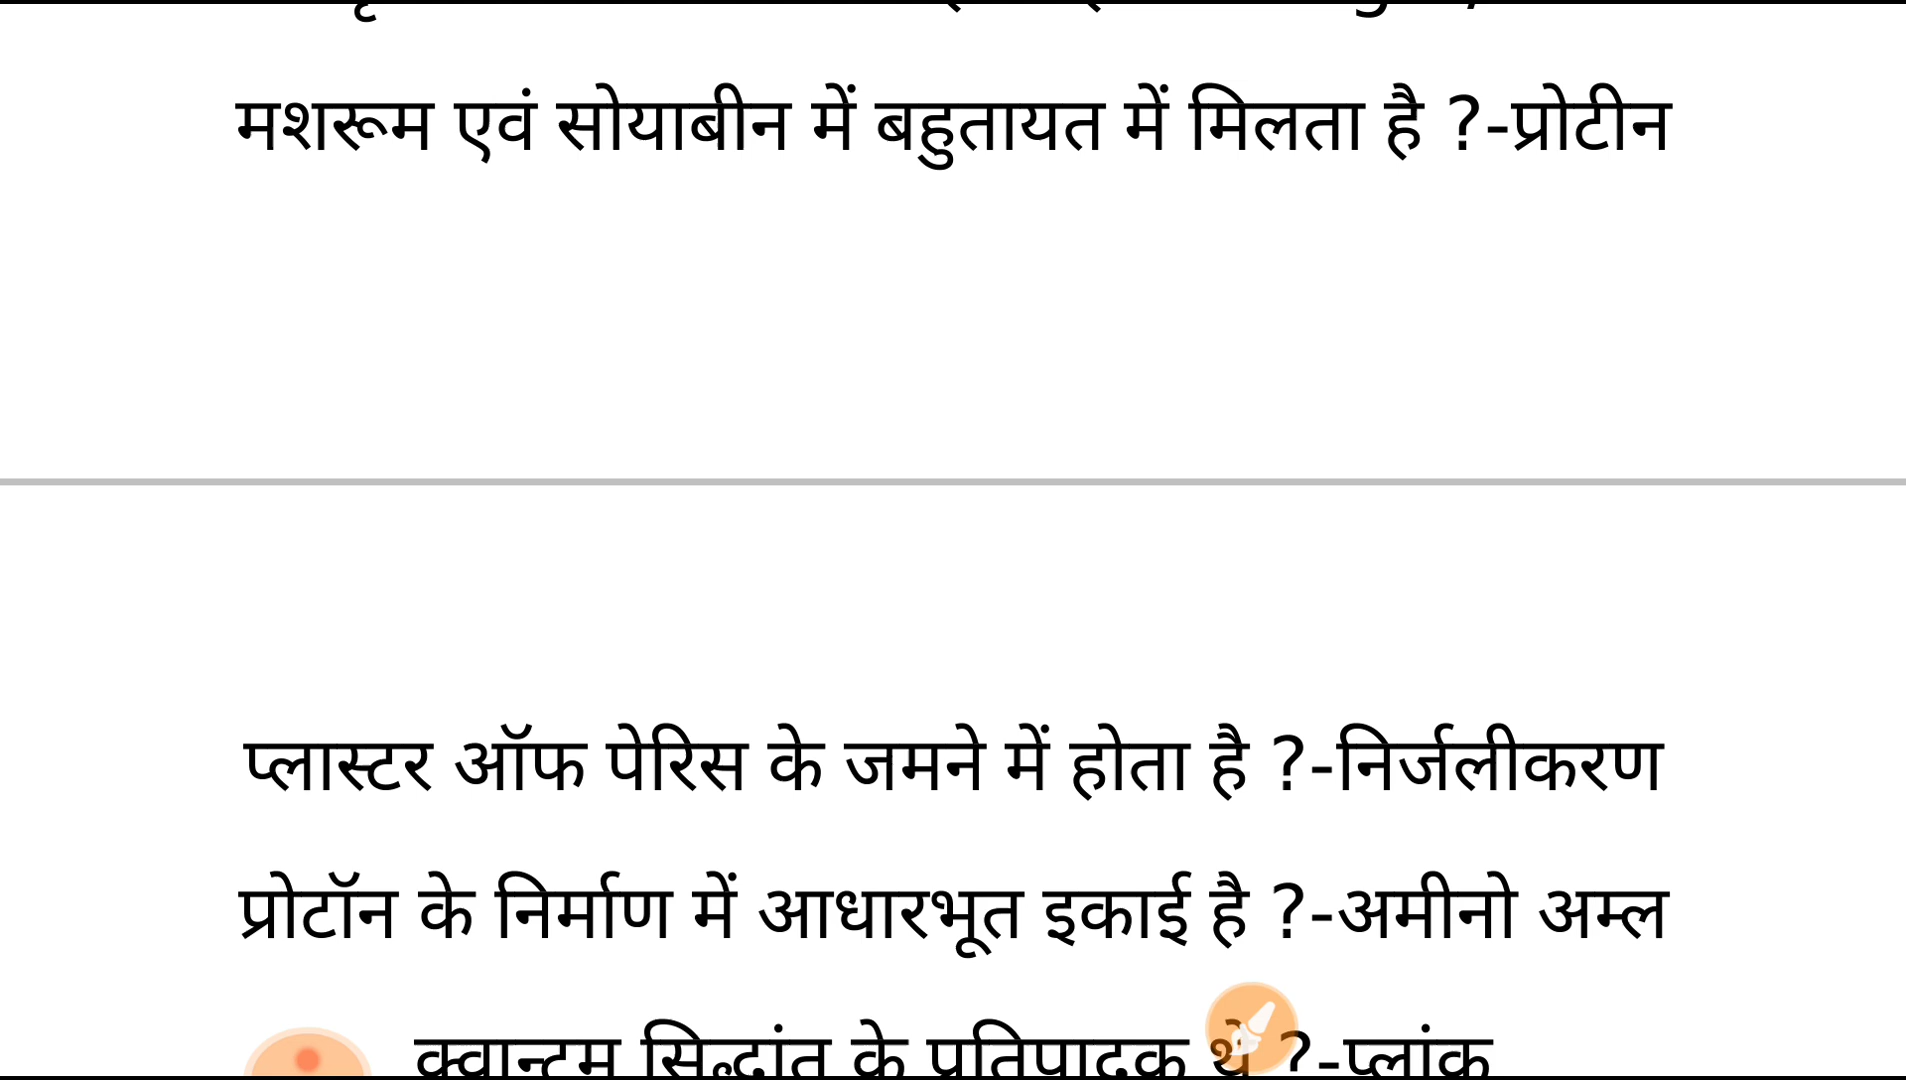 मशरूम एवं सोयाबीन में बहुतायत में मिलता है ?-प्रोटीन
प्लास्टर ऑफ पेरिस के जमने में होता है ?-निर्जलीकरण
प्रोटॉन के निर्माण में आधारभूत इकाई है ?-अमीनो अम्ल
क्वान्टम सिद्धांत के प्रतिपादक थे ?-प्लांक